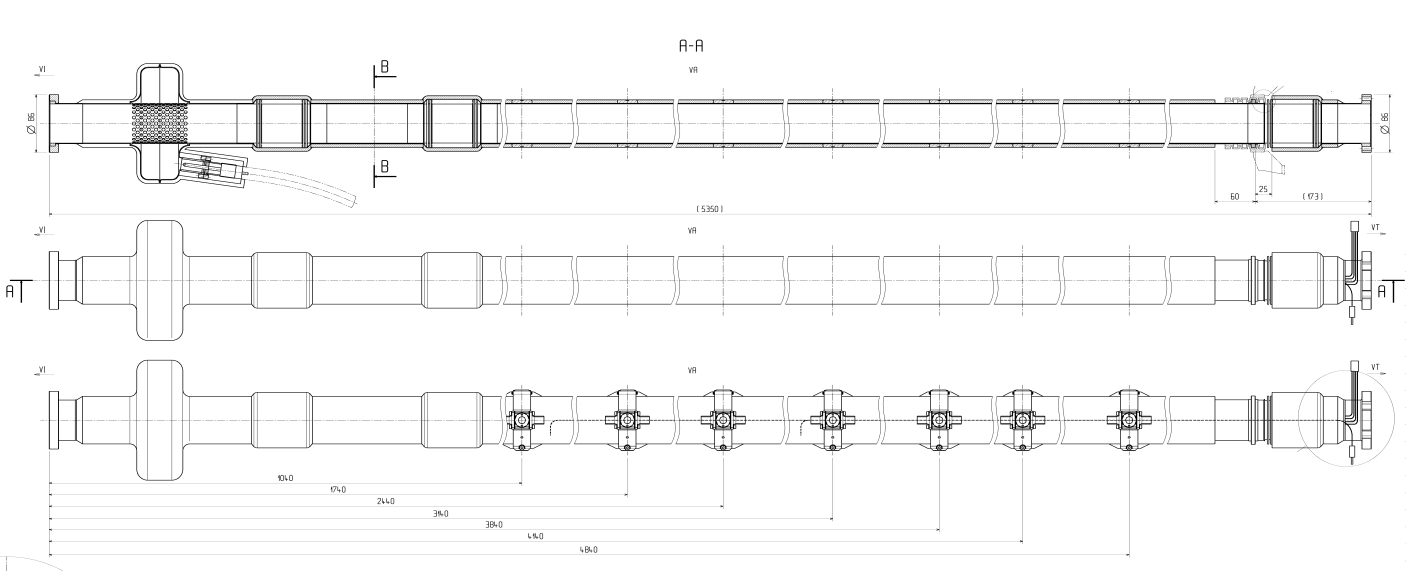 A-A
VI
B
VA
Ø 86
Ø 86
B
25
60
(173)
(5350)
VI
VA
VT
A
A
VI
VA
VT
1040
1740
2440
3140
3840
4140
4840